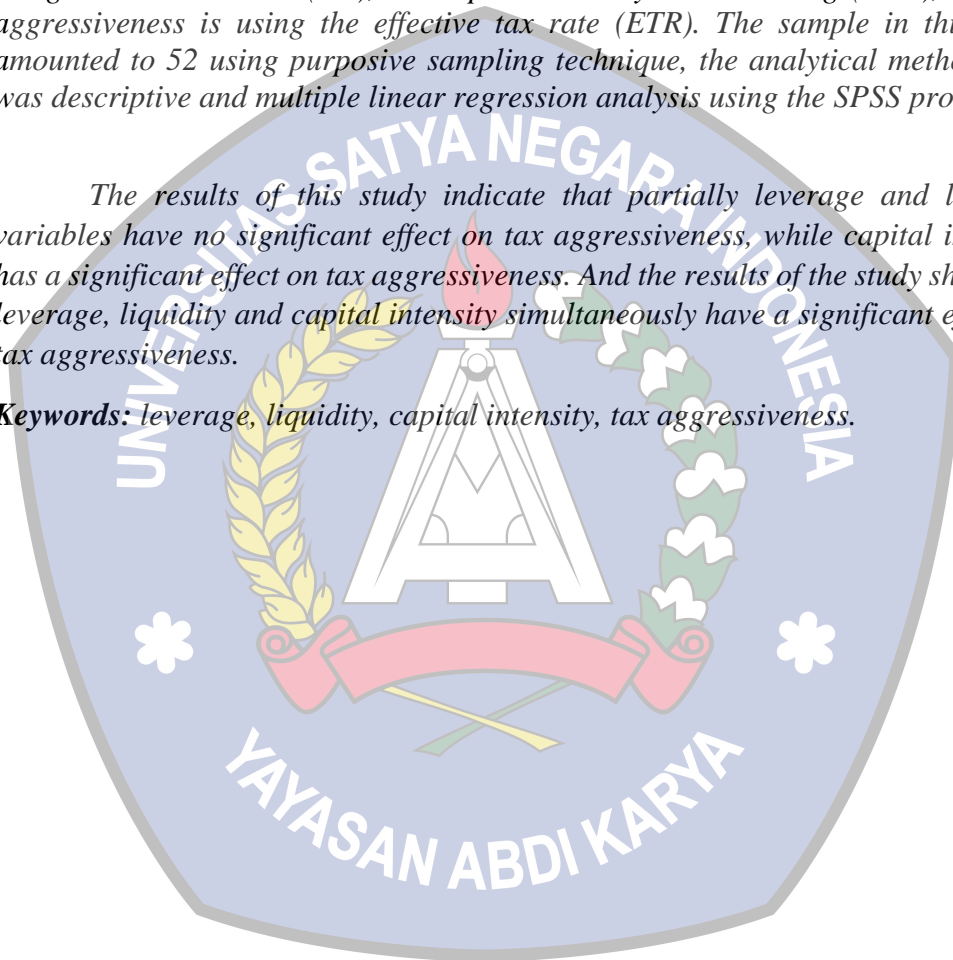 aggressiveness is using the effective tax rate (ETR). The sample in thi
amounted to 52 using purposive sampling technique, the analytical meth
was descriptive and multiple linear regression analysis using the SPSS pro
The results of this study indicate that partially leverage and l
variables have no significant effect on tax aggressiveness, while capital i
has a significant effect on tax aggressiveness. And the results of the study sh
leverage, liquidity and capital intensity simultaneously have a significant e
tax aggressiveness.
Keywords: leverage, liquidity, capital intensity, tax aggressiveness.
UNIVERSITAS SATYA NEGARA INDONESIA
YAYASAN ABDI KARYA